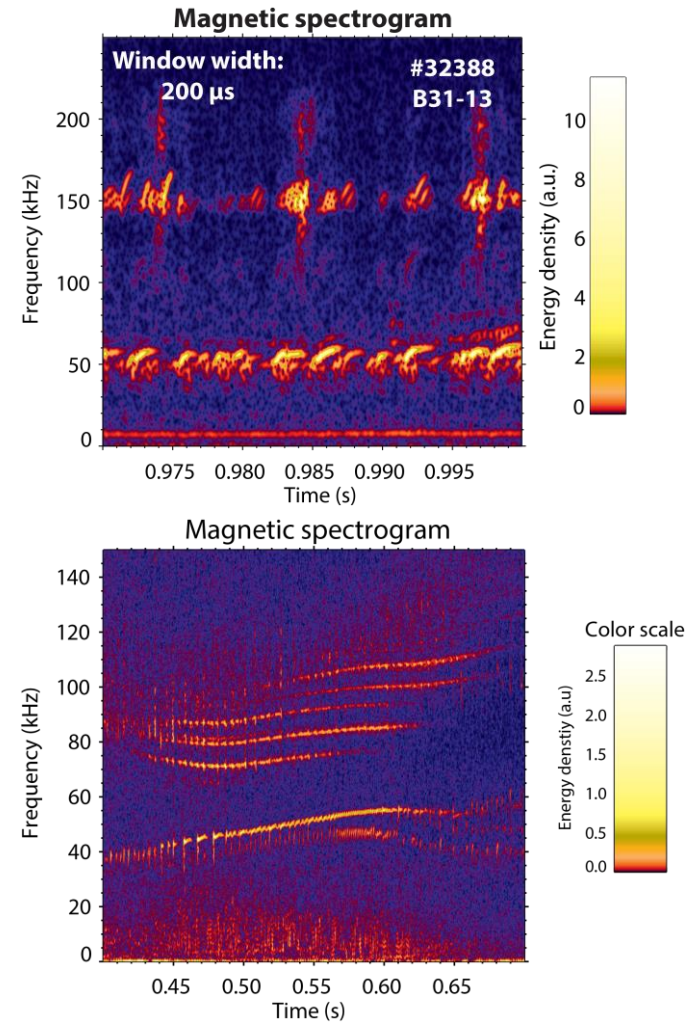 Magnetic spectrogram
Window width:
200 µs
#32388
B31-13
Frequency (kHz)
200
150
100
50
0
0.975 0.980 0.985 0.990 0.995
Time (s)
Energy density (a.u.)
10
8
6
4
2
0
Magnetic spectrogram
Frequency (kHz)
140
120
100
80
60
40
20
0
0.45 0.50 0.55 0.60 0.65
Time (s)
Color scale
Energy denstiy (a.u)
2.5
2.0
1.5
1.0
0.5
0.0